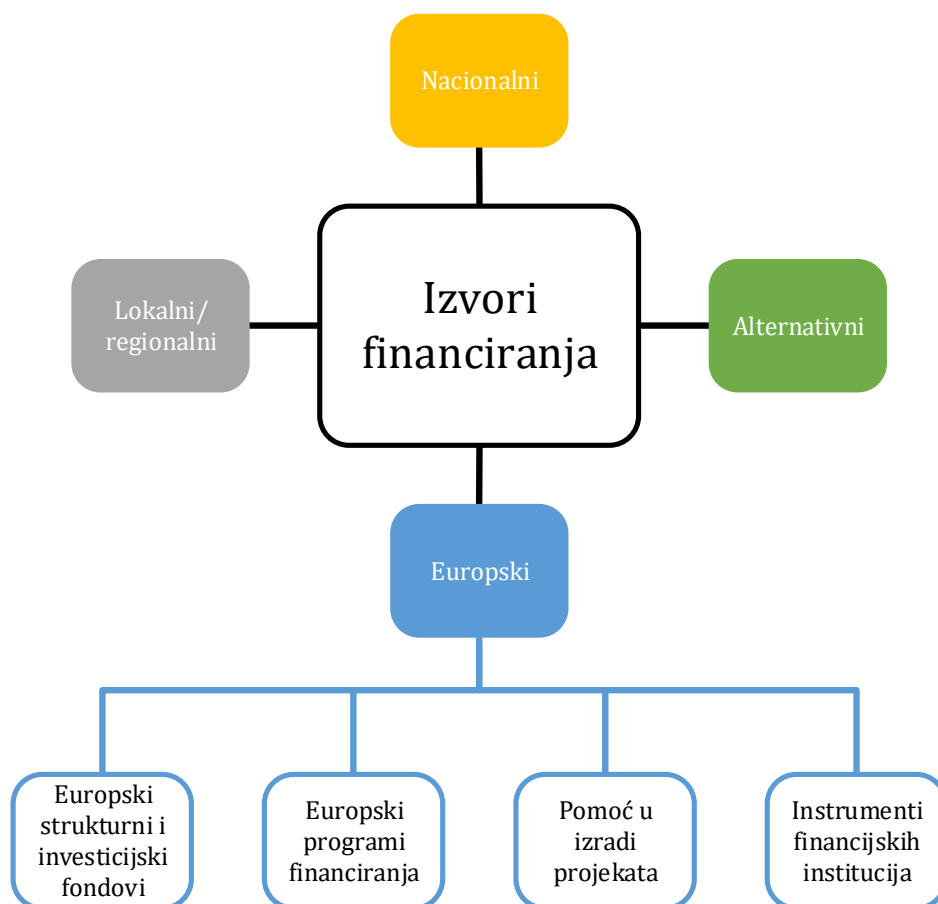 Nacionalni
Lokalni/
regionalni
Izvori
financiranja
Alternativni
Europski
Europski
strukturni i
investicijski
fondovi
Europski
programi
financiranja
Pomoć u
izradi
projekata
Instrumenti
financijskih
institucija